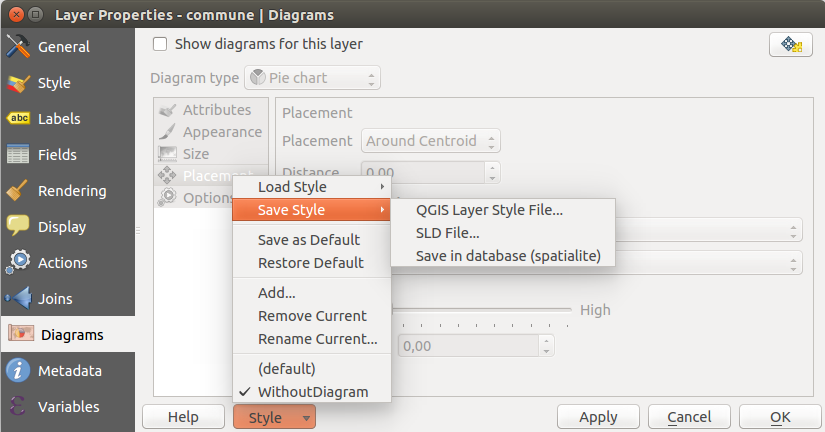 Layer Properties - commune | Diagrams
General
Style
abc Labels
Fields
Rendering
Display
Actions
Joins
Diagrams
Metadata
Variables
Show diagrams for this layer
Diagram type Pie chart
Attributes
Appearance
Size
Placement
Options
Placement
Placement Around Centroid
Distance 0,00
High
0,00
Load Style
Save Style
Save as Default
Restore Default
Add...
Remove Current
Rename Current...
(default)
WithoutDiagram
QGIS Layer Style File...
SLD File...
Save in database (spatialite)
Help
Style
Apply
Cancel
OK